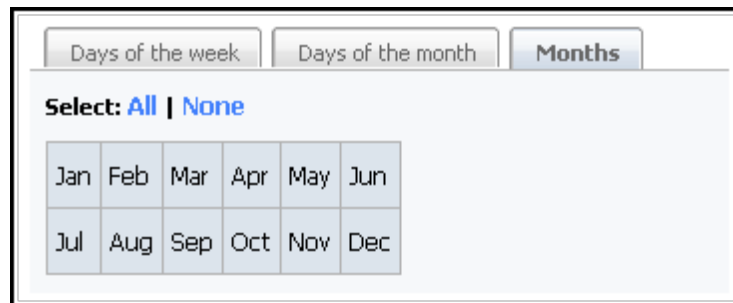 Days of the week Days of the month Months
Select: All | None
Jan Feb Mar Apr May Jun
Jul Aug Sep Oct Nov Dec